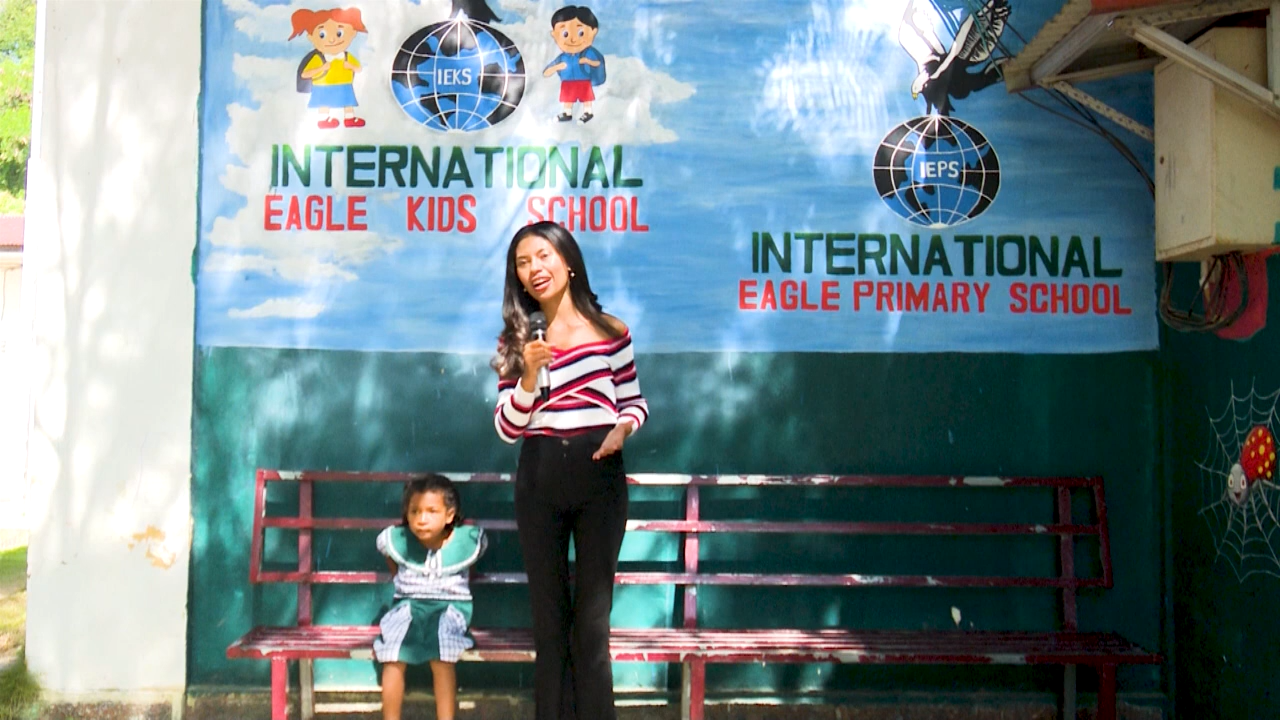 IEKS
INTERNATIONAL
EAGLE KIDS SCHOOL
IEPS
INTERNATIONAL
EAGLE PRIMARY SCHOOL